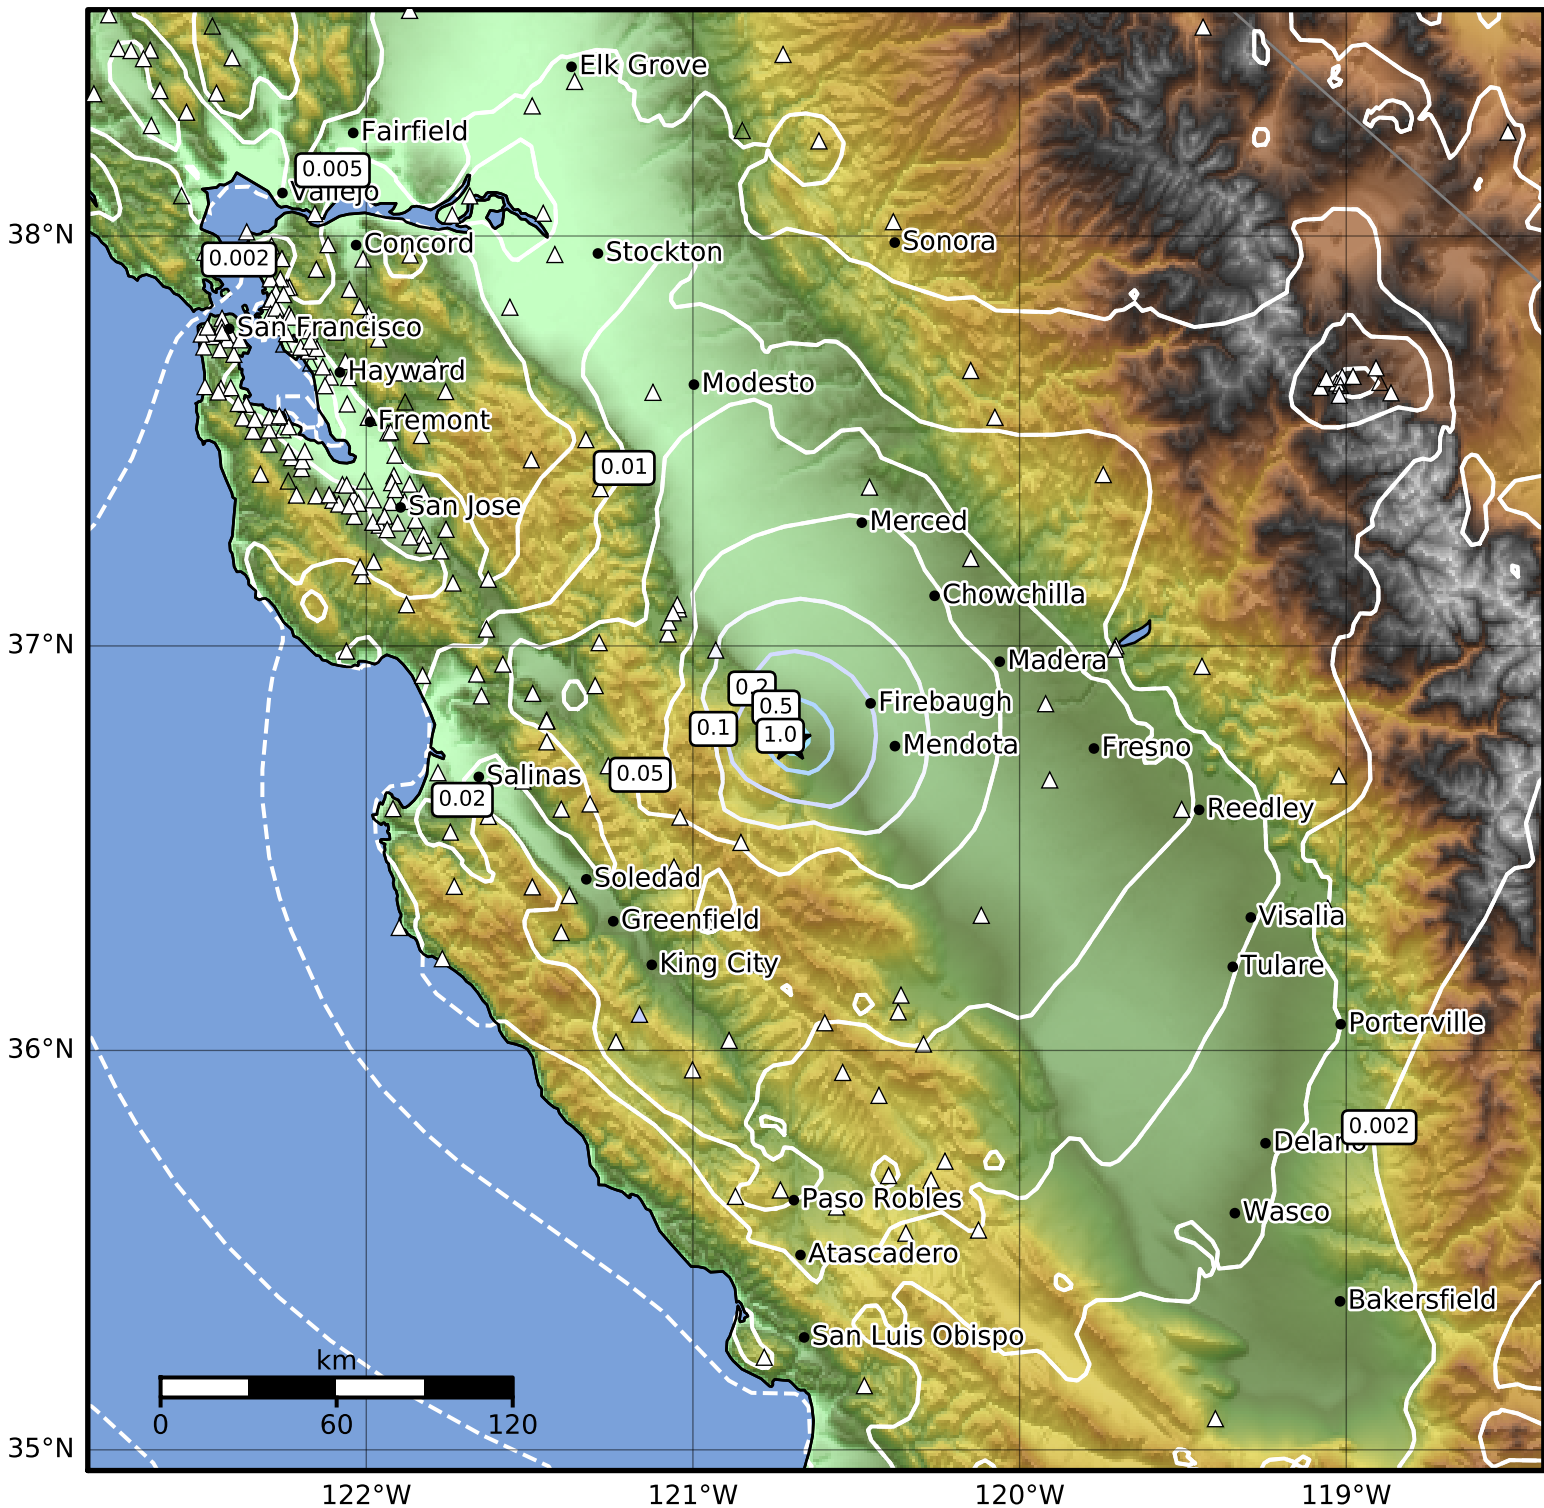 Elk Grove
Fairfield
0.005
Vallejo
38°N
Sonora
Concord
Stockton
0.002
San Francisco
Hayward
Modesto
Fremont
0.01
San Jose
Merced
Chowchilla
37°N
Madera
0.2
Firebaugh
0.5
0.1
1.0
Mendota
Fresno
0.05
Salinas
0.02
Reedley
Soledad
Greenfield
Visalia
King City
Tulare
Porterville
36°N
0.002
Delano
Paso Robles
Wasco
Atascadero
Bakersfield
San Luis Obispo
km
0 60 120
35°N
122°W 121°W 120°W 119°W